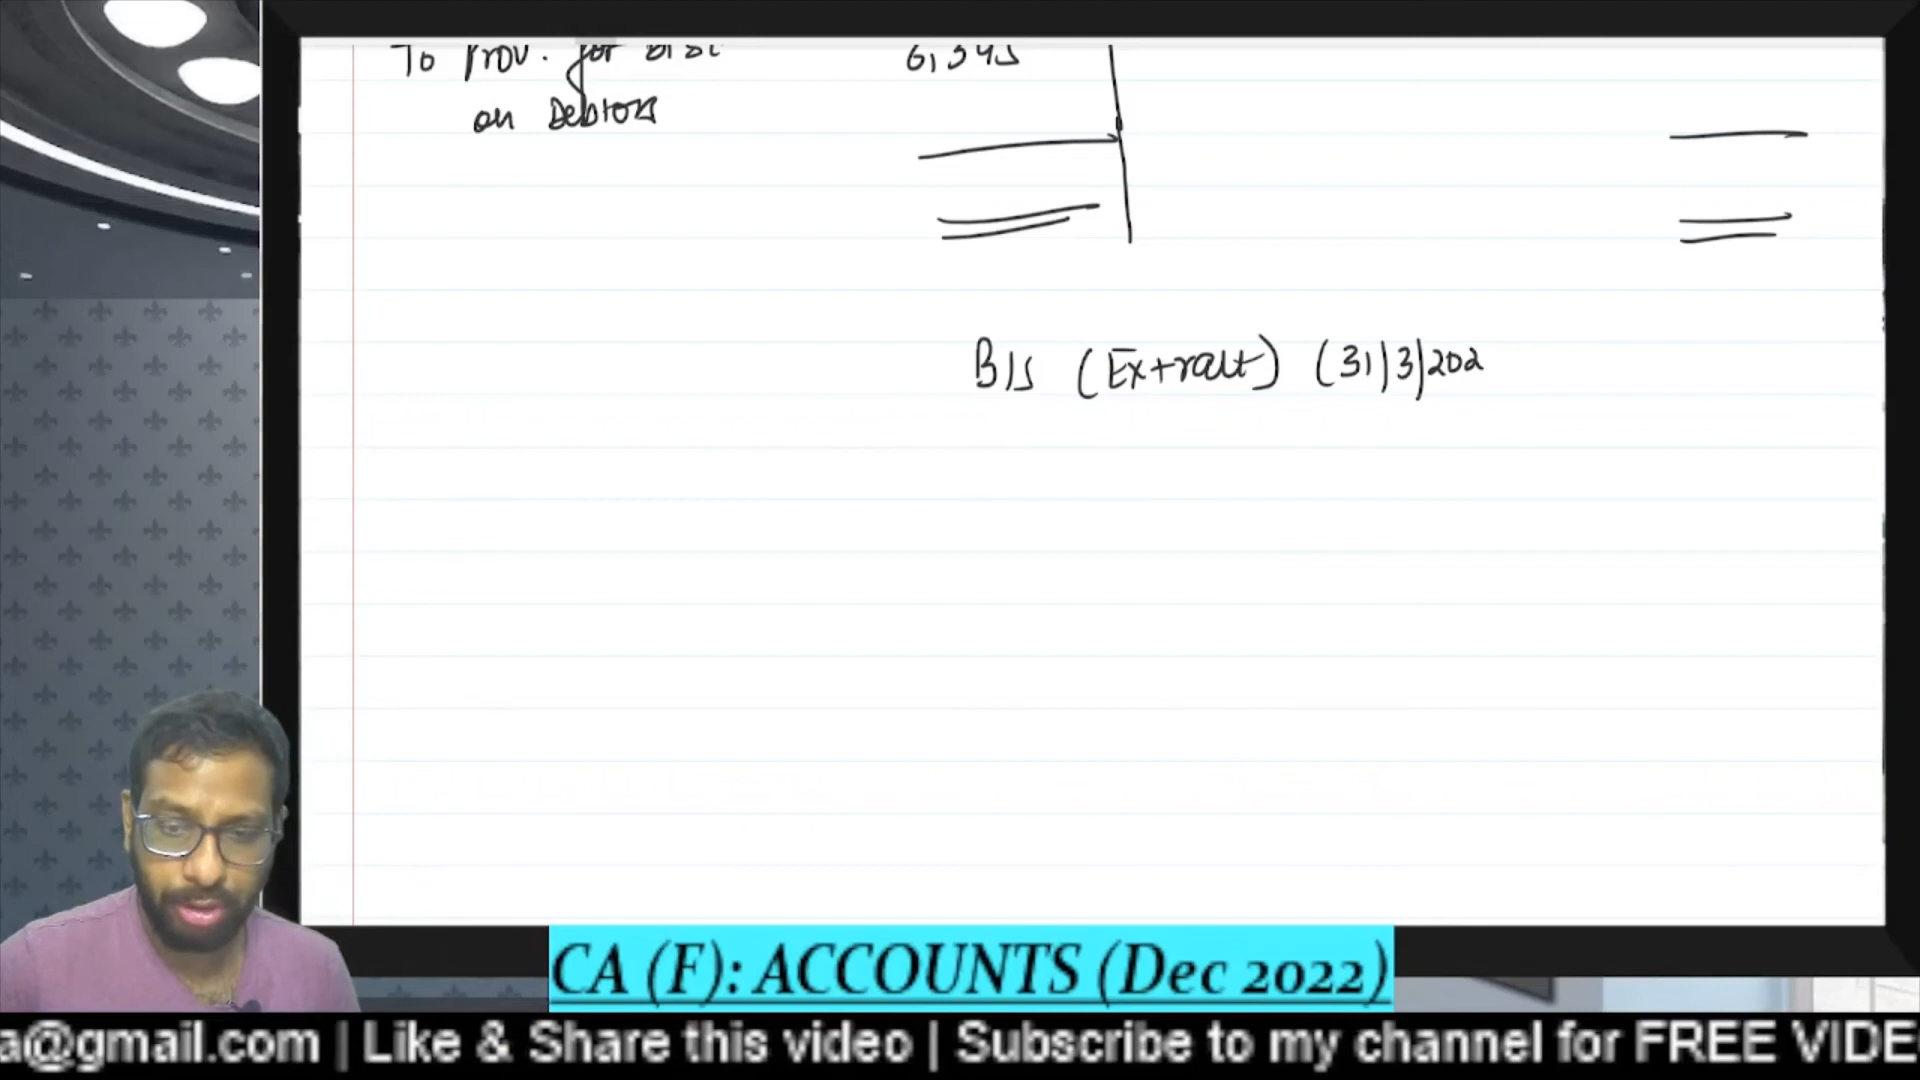 To Prov. for Disc 6,345
on Debtors
B/S (Extract) (31/3/202
CA (F): ACCOUNTS (Dec 2022)
a@gmail.com | Like & Share this video | Subscribe to my channel for FREE VIDE